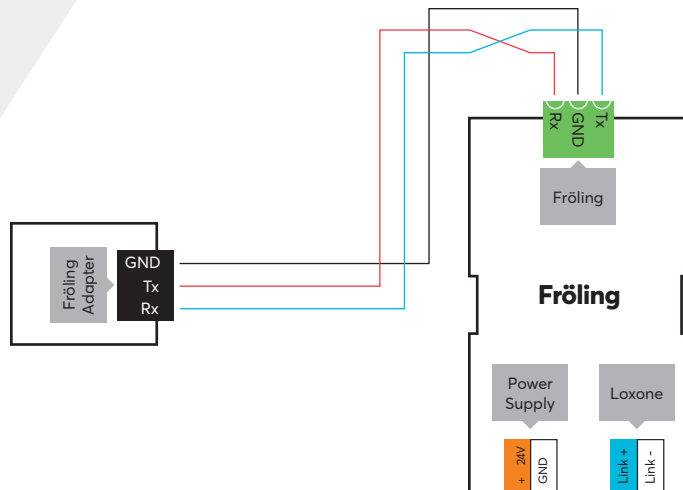 Rx
GND
Tx
Fröling
Fröling
Adapter
GND
Tx
Rx
Fröling
Power
Supply
Loxone
+ 24V
GND
Link +
Link -